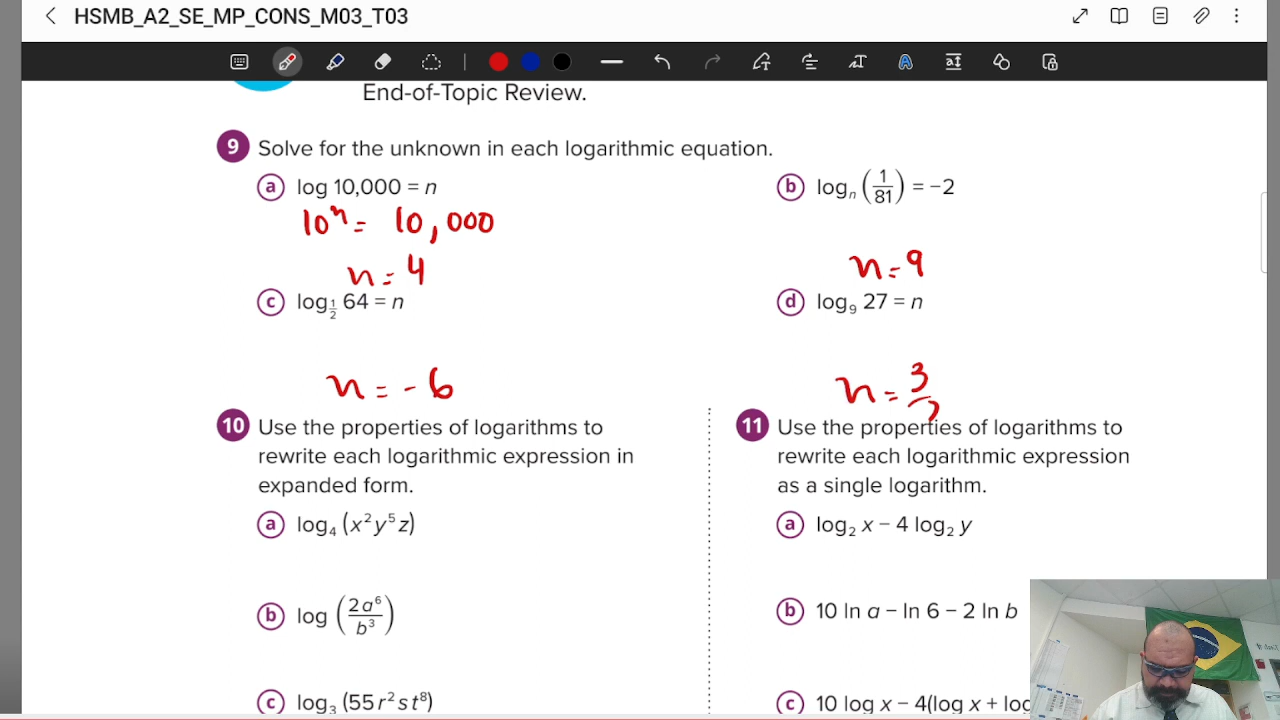 HSMB_A2_SE_MP_CONS_M03_T03
End-of-Topic Review.
9 Solve for the unknown in each logarithmic equation.
a log 10,000 = n
10ⁿ = 10,000
n = 4
b logₙ (1/81) = −2
n = 9
c log_(1/2) 64 = n
n = - 6
d log₉ 27 = n
n = 3/2
10 Use the properties of logarithms to
rewrite each logarithmic expression in
expanded form.
a log₄ (x²y⁵z)
b log (2a⁶/b³)
c log₃ (55r²st⁸)
11 Use the properties of logarithms to
rewrite each logarithmic expression
as a single logarithm.
a log₂ x − 4 log₂ y
b 10 ln a − ln 6 − 2 ln b
c 10 log x − 4(log x + log